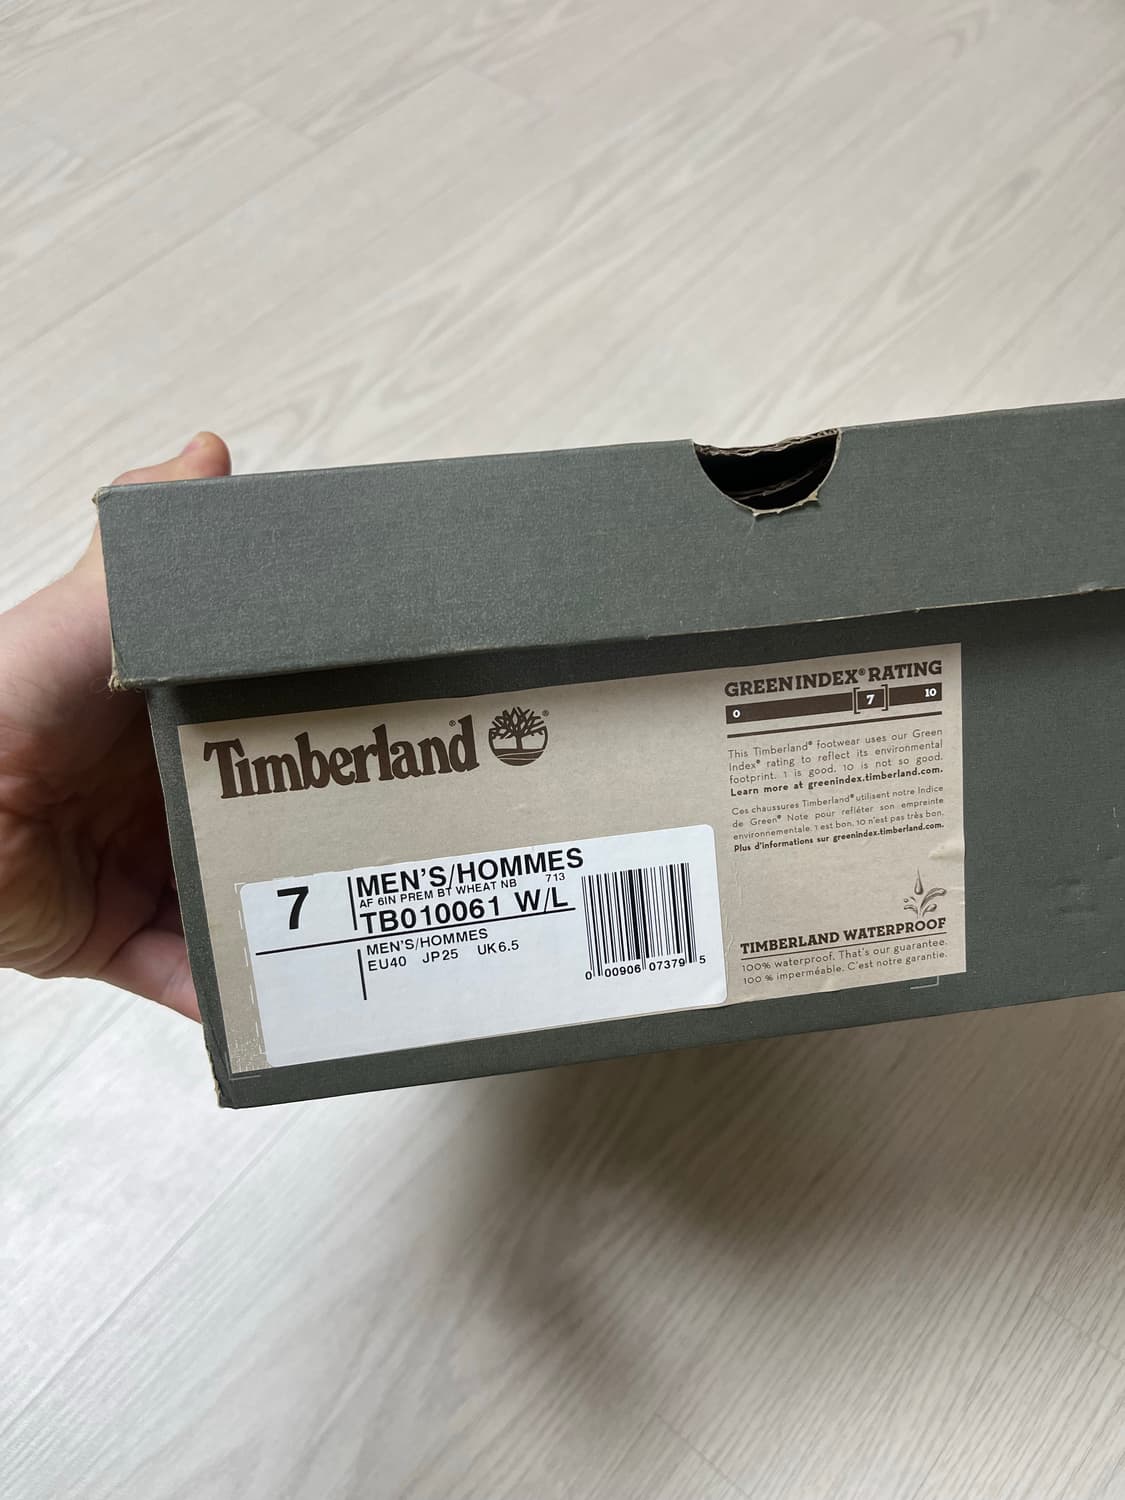 Timberland®
GREEN INDEX® RATING
0 7 10
This Timberland® footwear uses our Green
Index® rating to reflect its environmental
footprint. 1 is good. 10 is not so good.
Learn more at greenindex.timberland.com.
Ces chaussures Timberland® utilisent notre Indice
de Green® Note pour refléter son empreinte
environnementale. 1 est bon. 10 n'est pas très bon.
Plus d'informations sur greenindex.timberland.com.
7
MEN'S/HOMMES
AF 6IN PREM BT WHEAT NB 713
TB010061 W/L
MEN'S/HOMMES
EU40 JP25 UK6.5
0 00906 07379 5
TIMBERLAND WATERPROOF
100% waterproof. That's our guarantee.
100 % imperméable. C'est notre garantie.